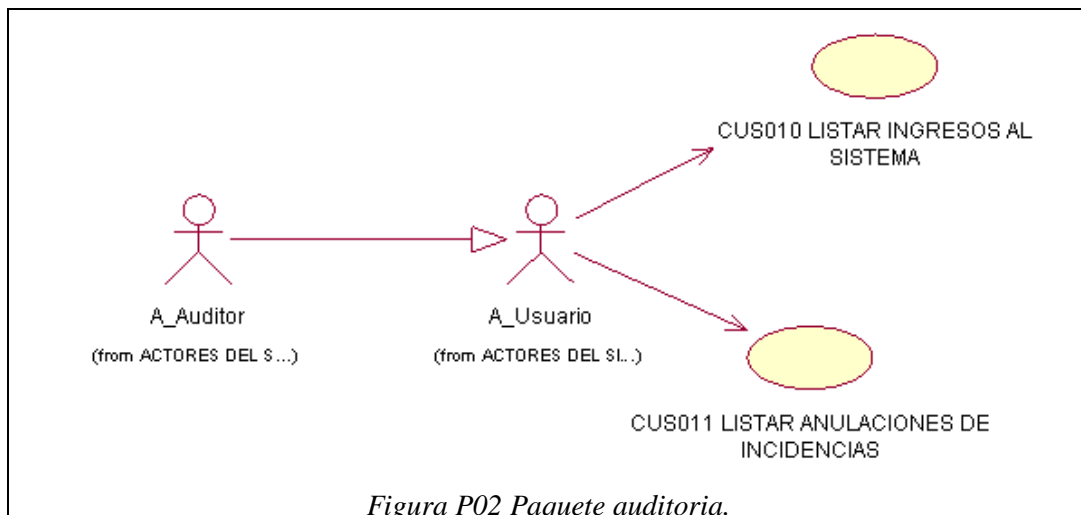 CUS010 LISTAR INGRESOS AL
SISTEMA
A_Auditor
(from ACTORES DEL S...)
A_Usuario
(from ACTORES DEL SI...)
CUS011 LISTAR ANULACIONES DE
INCIDENCIAS
Figura P02 Paquete auditoria.